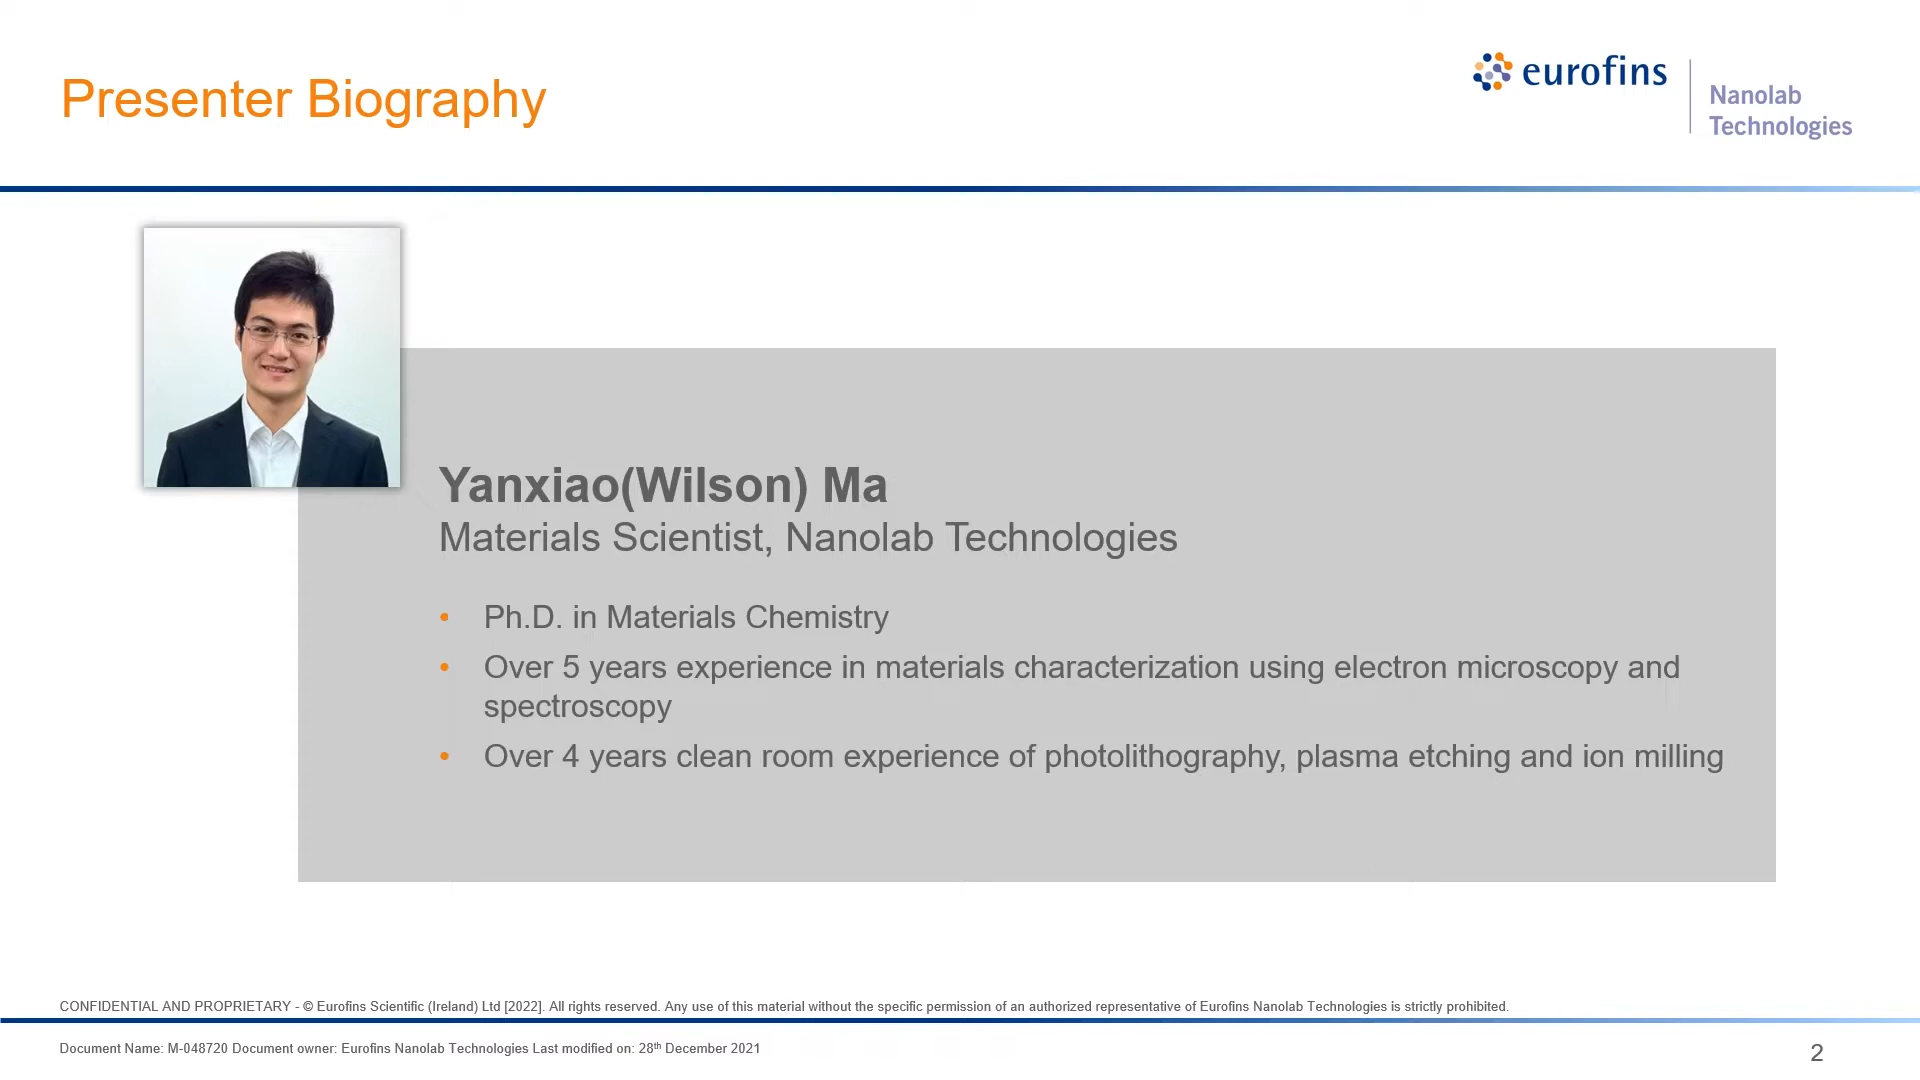 Presenter Biography
eurofins
Nanolab
Technologies
Yanxiao(Wilson) Ma
Materials Scientist, Nanolab Technologies
• Ph.D. in Materials Chemistry
• Over 5 years experience in materials characterization using electron microscopy and
spectroscopy
• Over 4 years clean room experience of photolithography, plasma etching and ion milling
CONFIDENTIAL AND PROPRIETARY - © Eurofins Scientific (Ireland) Ltd [2022]. All rights reserved. Any use of this material without the specific permission of an authorized representative of Eurofins Nanolab Technologies is strictly prohibited.
Document Name: M-048720 Document owner: Eurofins Nanolab Technologies Last modified on: 28th December 2021
2